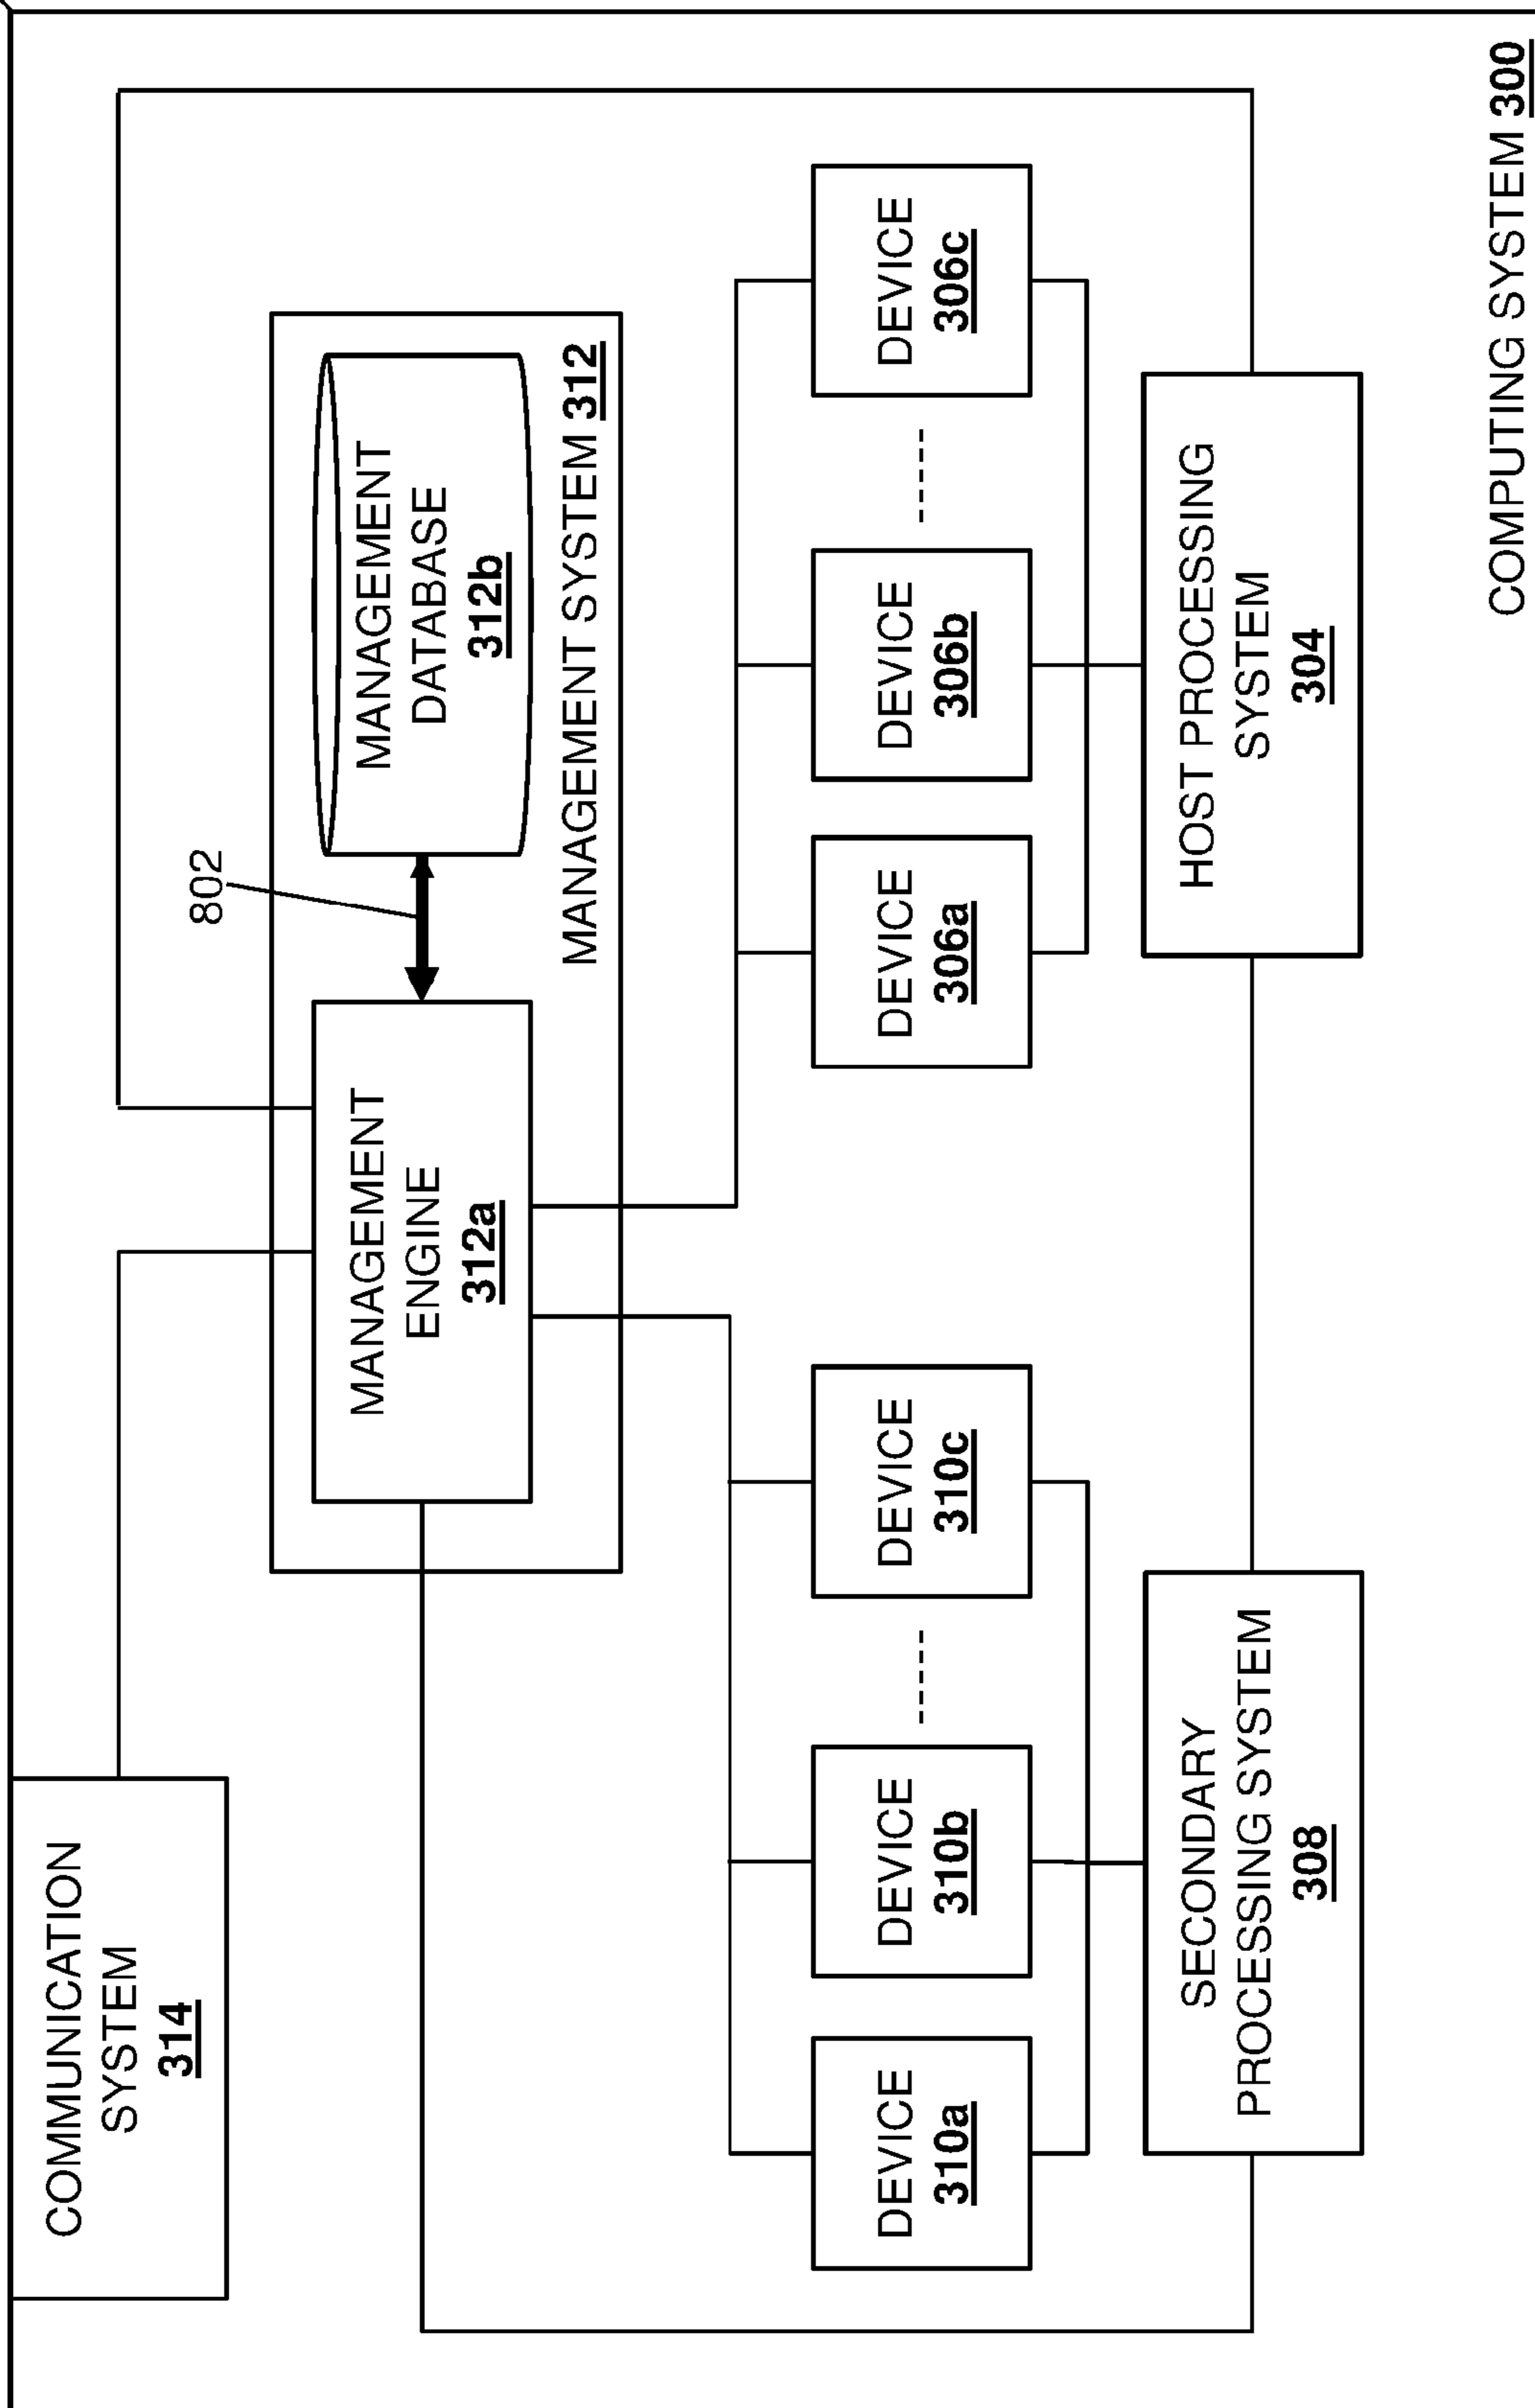 COMMUNICATION
SYSTEM
314
802
MANAGEMENT
ENGINE
312a
MANAGEMENT
DATABASE
312b
MANAGEMENT SYSTEM 312
DEVICE
310a
DEVICE
310b
DEVICE
310c
DEVICE
306a
DEVICE
306b
DEVICE
306c
SECONDARY
PROCESSING SYSTEM
308
HOST PROCESSING
SYSTEM
304
COMPUTING SYSTEM 300